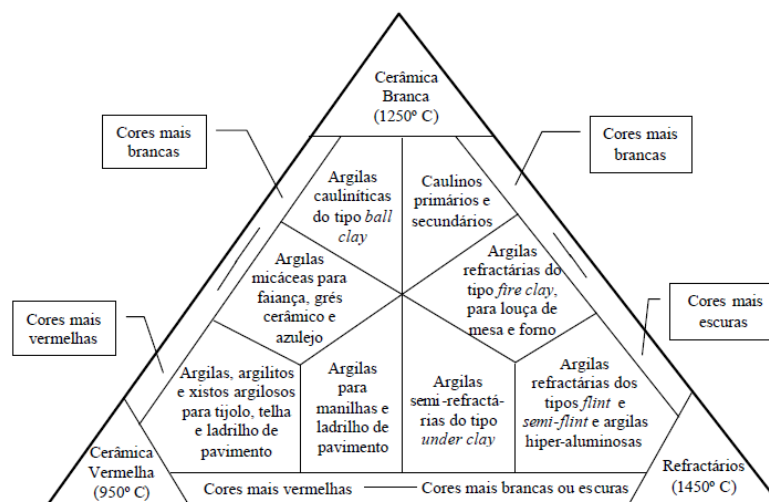 Cerâmica
Branca
(1250º C)
Cores mais
brancas
Cores mais
brancas
Argilas
cauliníticas
do tipo ball
clay
Caulinos
primários e
secundários
Argilas
micáceas para
faiança, grés
cerâmico e
azulejo
Argilas
refractárias do
tipo fire clay,
para louça de
mesa e forno
Cores mais
vermelhas
Cores mais
escuras
Argilas, argilitos
e xistos argilosos
para tijolo, telha
e ladrilho de
pavimento
Argilas
para
manilhas e
ladrilho de
pavimento
Argilas
semi-refractá-
rias do tipo
under clay
Argilas
refractárias dos
tipos flint e
semi-flint e argilas
hiper-aluminosas
Cerâmica
Vermelha
(950º C)
Refractários
(1450º C)
Cores mais vermelhas
Cores mais brancas ou escuras